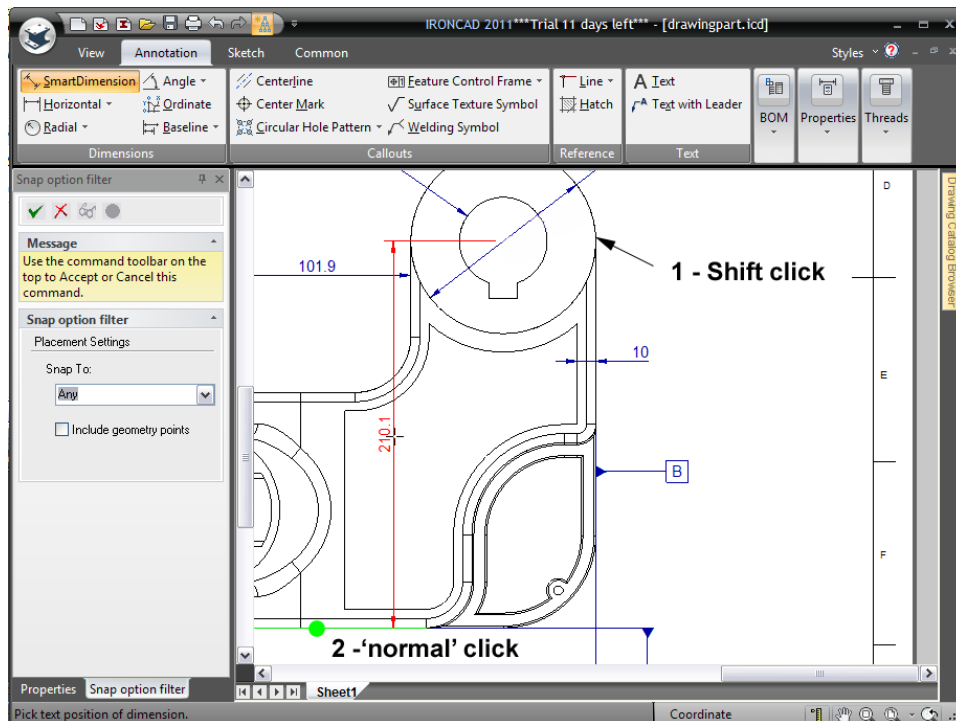 IRONCAD 2011***Trial 11 days left*** - [drawingpart.icd]
View Annotation Sketch Common Styles
SmartDimension Angle Centerline Feature Control Frame Line Text
Horizontal Ordinate Center Mark Surface Texture Symbol Hatch Text with Leader
Radial Baseline Circular Hole Pattern Welding Symbol BOM Properties Threads
Dimensions Callouts Reference Text
Snap option filter
Message
Use the command toolbar on the
top to Accept or Cancel this
command.
Snap option filter
Placement Settings
Snap To:
Any
Include geometry points
D
101.9
1 - Shift click
10
E
210.1
B
F
2 -‘normal’ click
Drawing Catalog Browser
Properties Snap option filter Sheet1
Pick text position of dimension. Coordinate